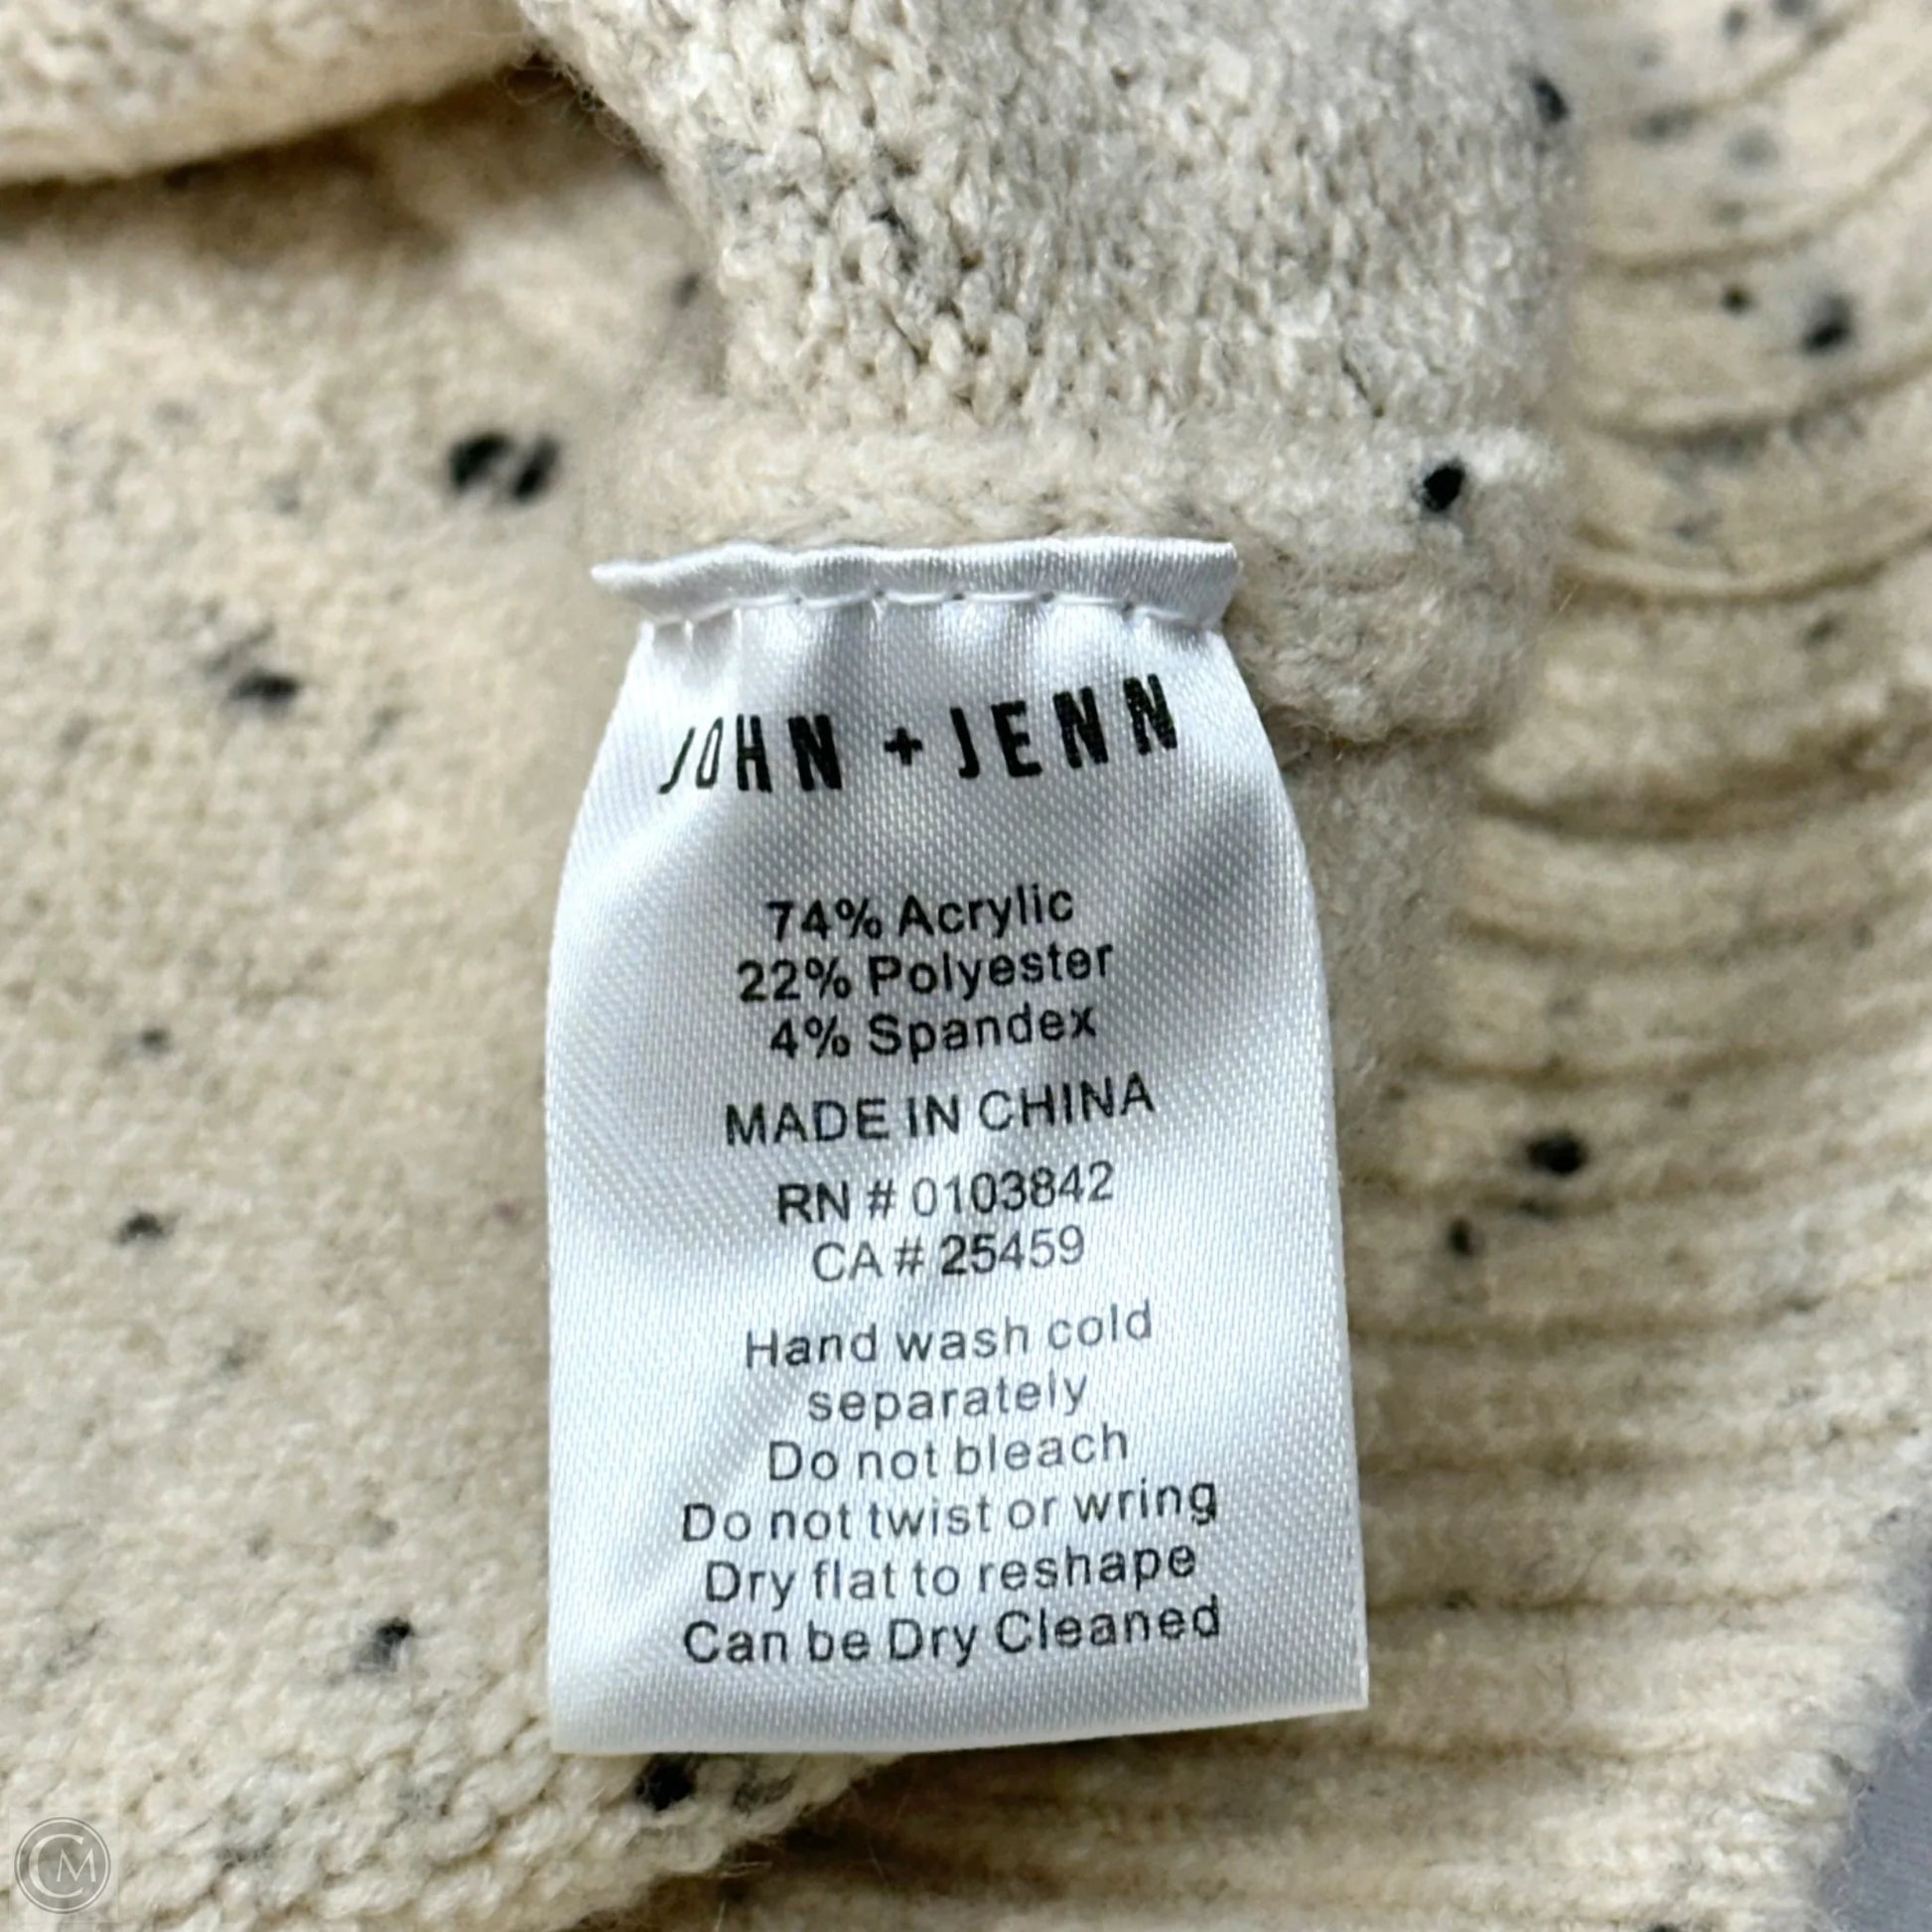 JOHN + JENN
74% Acrylic
22% Polyester
4% Spandex
MADE IN CHINA
RN # 0103842
CA # 25459
Hand wash cold
separately
Do not bleach
Do not twist or wring
Dry flat to reshape
Can be Dry Cleaned
CM